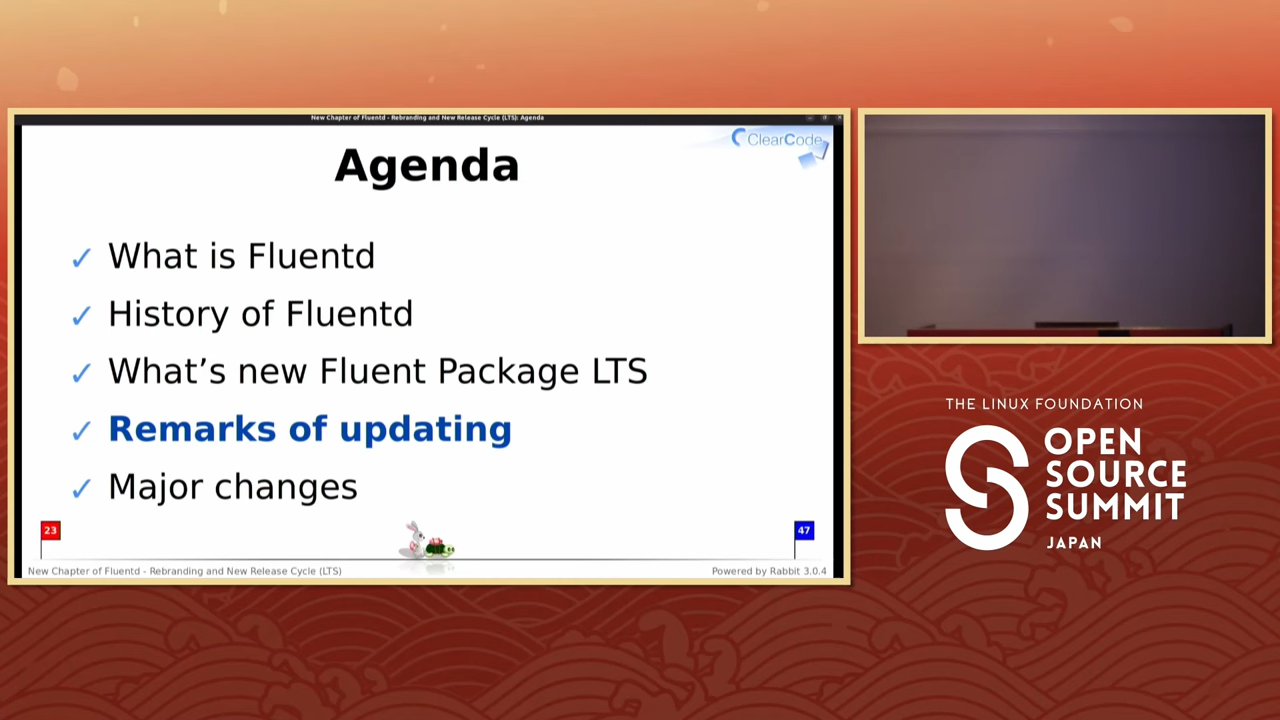 New Chapter of Fluentd - Rebranding and New Release Cycle (LTS): Agenda
ClearCode
Agenda
✓ What is Fluentd
✓ History of Fluentd
✓ What’s new Fluent Package LTS
✓ Remarks of updating
✓ Major changes
23
47
New Chapter of Fluentd - Rebranding and New Release Cycle (LTS)
Powered by Rabbit 3.0.4
THE LINUX FOUNDATION
OPEN
SOURCE
SUMMIT
JAPAN